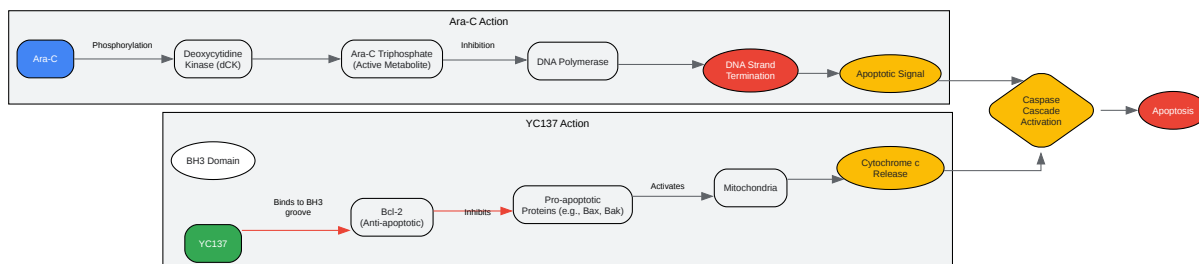 Ara-C Action
Ara-C
Phosphorylation
Deoxycytidine
Kinase (dCK)
Ara-C Triphosphate
(Active Metabolite)
Inhibition
DNA Polymerase
DNA Strand
Termination
Apoptotic Signal
Caspase
Cascade
Activation
Apoptosis
YC137 Action
BH3 Domain
YC137
Binds to BH3
groove
Bcl-2
(Anti-apoptotic)
Inhibits
Pro-apoptotic
Proteins (e.g., Bax, Bak)
Activates
Mitochondria
Cytochrome c
Release